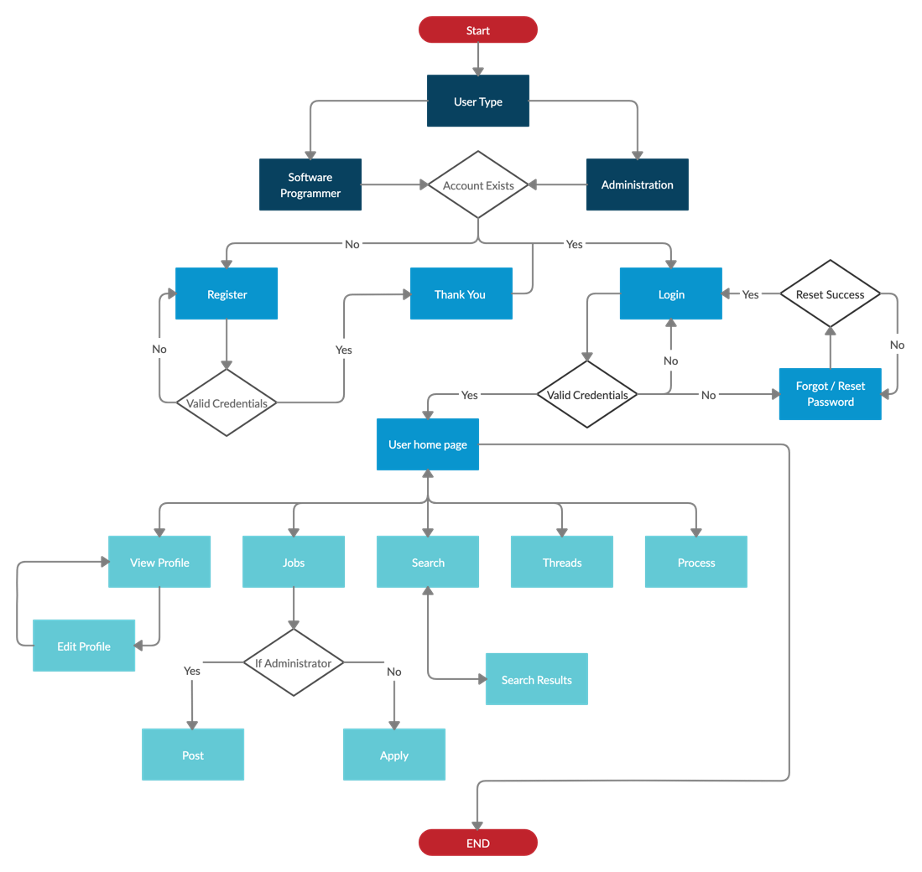 Start
User Type
Software
Programmer
Account Exists
Administration
No
Yes
Register
Thank You
Login
Yes
Reset Success
No
Yes
No
No
Valid Credentials
Yes
Valid Credentials
No
Forgot / Reset
Password
User home page
View Profile
Jobs
Search
Threads
Process
Edit Profile
If Administrator
Yes
No
Search Results
Post
Apply
END